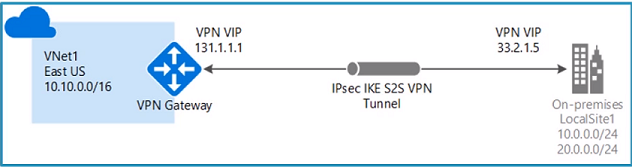 VNet1
East US
10.10.0.0/16
VPN Gateway
VPN VIP
131.1.1.1
IPsec IKE S2S VPN
Tunnel
VPN VIP
33.2.1.5
On-premises
LocalSite1
10.0.0.0/24
20.0.0.0/24